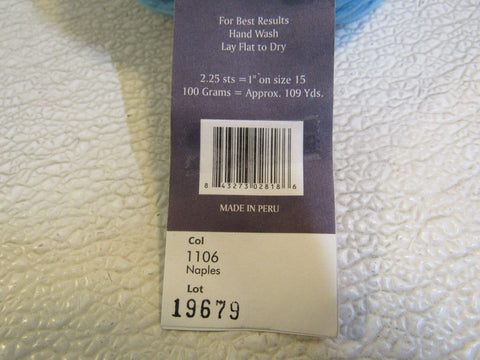 For Best Results
Hand Wash
Lay Flat to Dry
2.25 sts = 1" on size 15
100 Grams = Approx. 109 Yds.
8 43273 02818 6
MADE IN PERU
Col
1106
Naples
Lot
19679